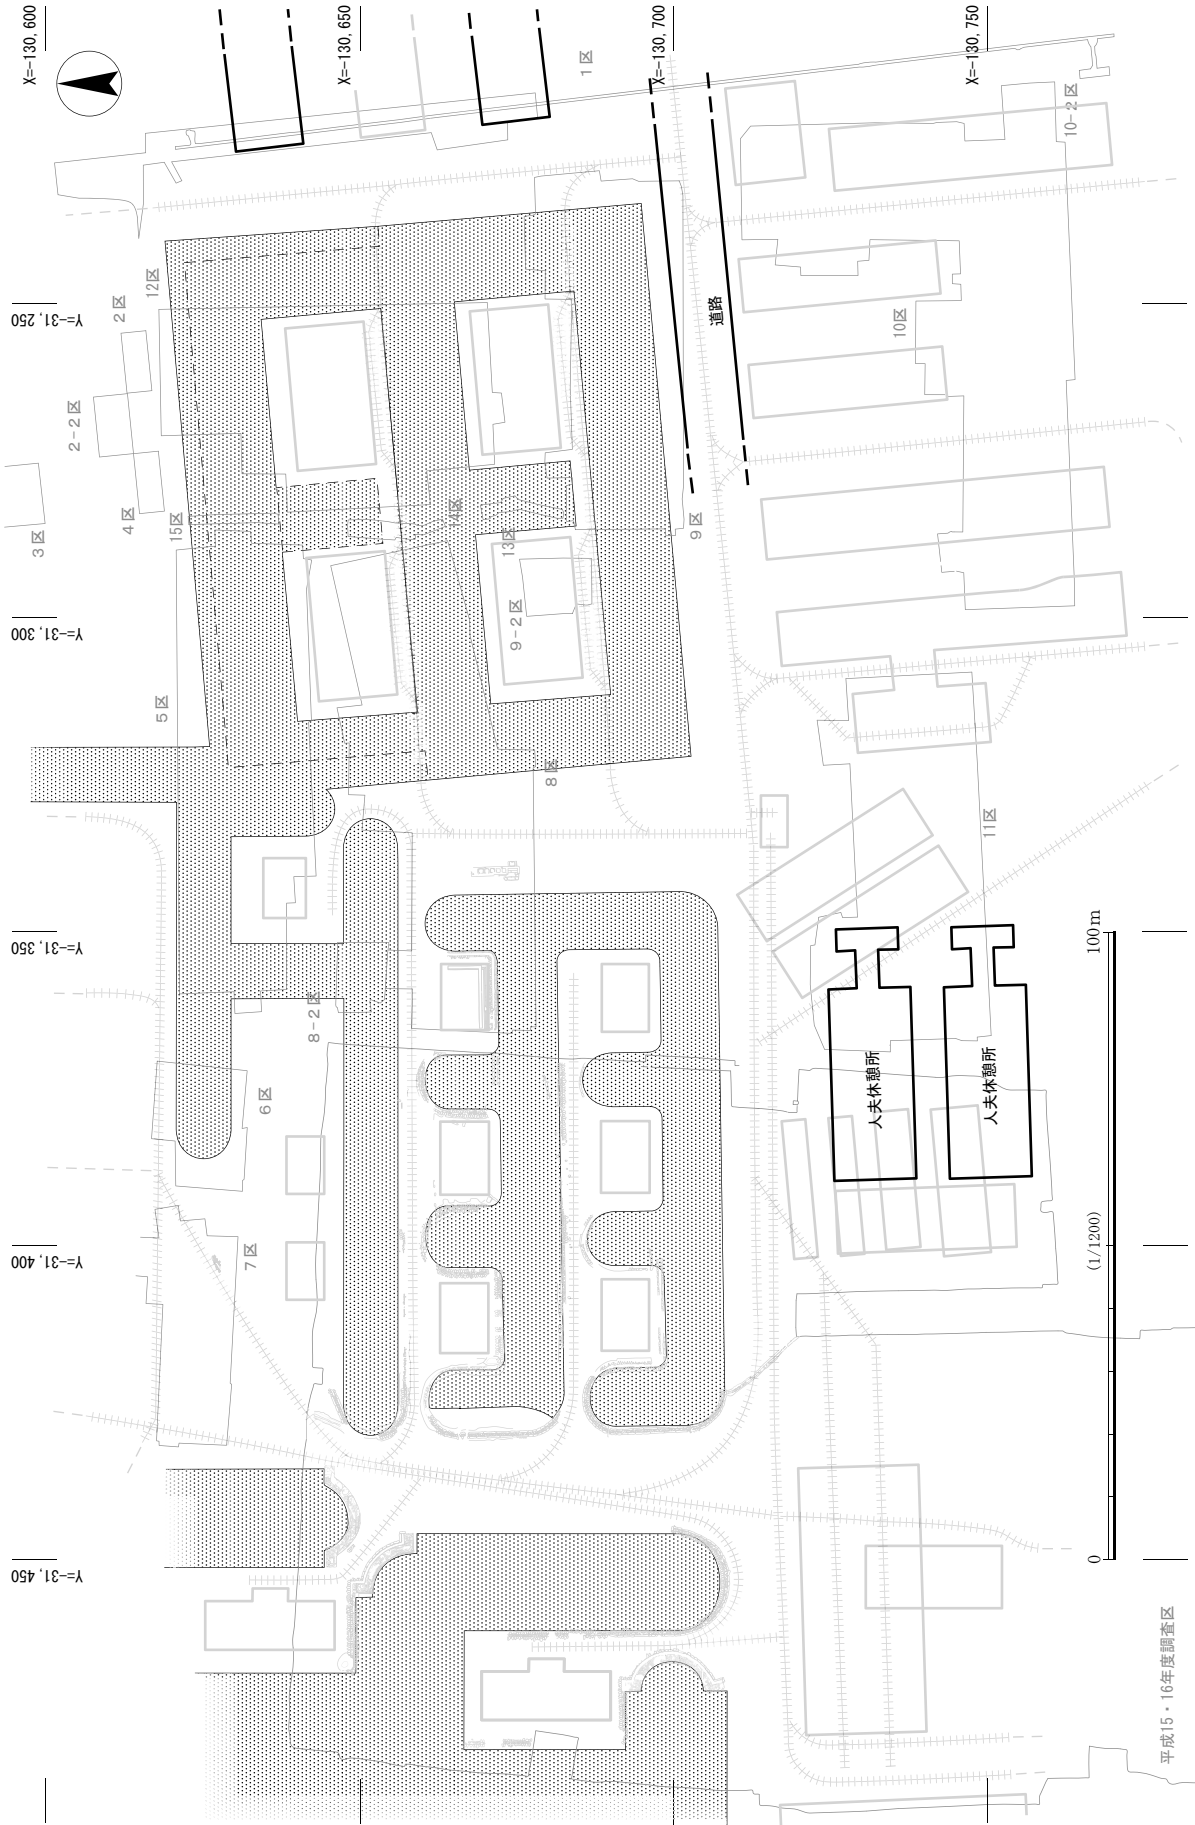 X=-130, 600
X=-130, 650
X=-130, 700
X=-130, 750
1区
10-2区
12区
2区
Y=-31, 250
道路
10区
2-2区
4区
15区
14区
13区
9区
3区
9-2区
Y=-31, 300
5区
8区
11区
Y=-31, 350
100m
8-2区
人夫休憩所
人夫休憩所
6区
7区
Y=-31, 400
(1/1200)
0
Y=-31, 450
平成15・16年度調査区